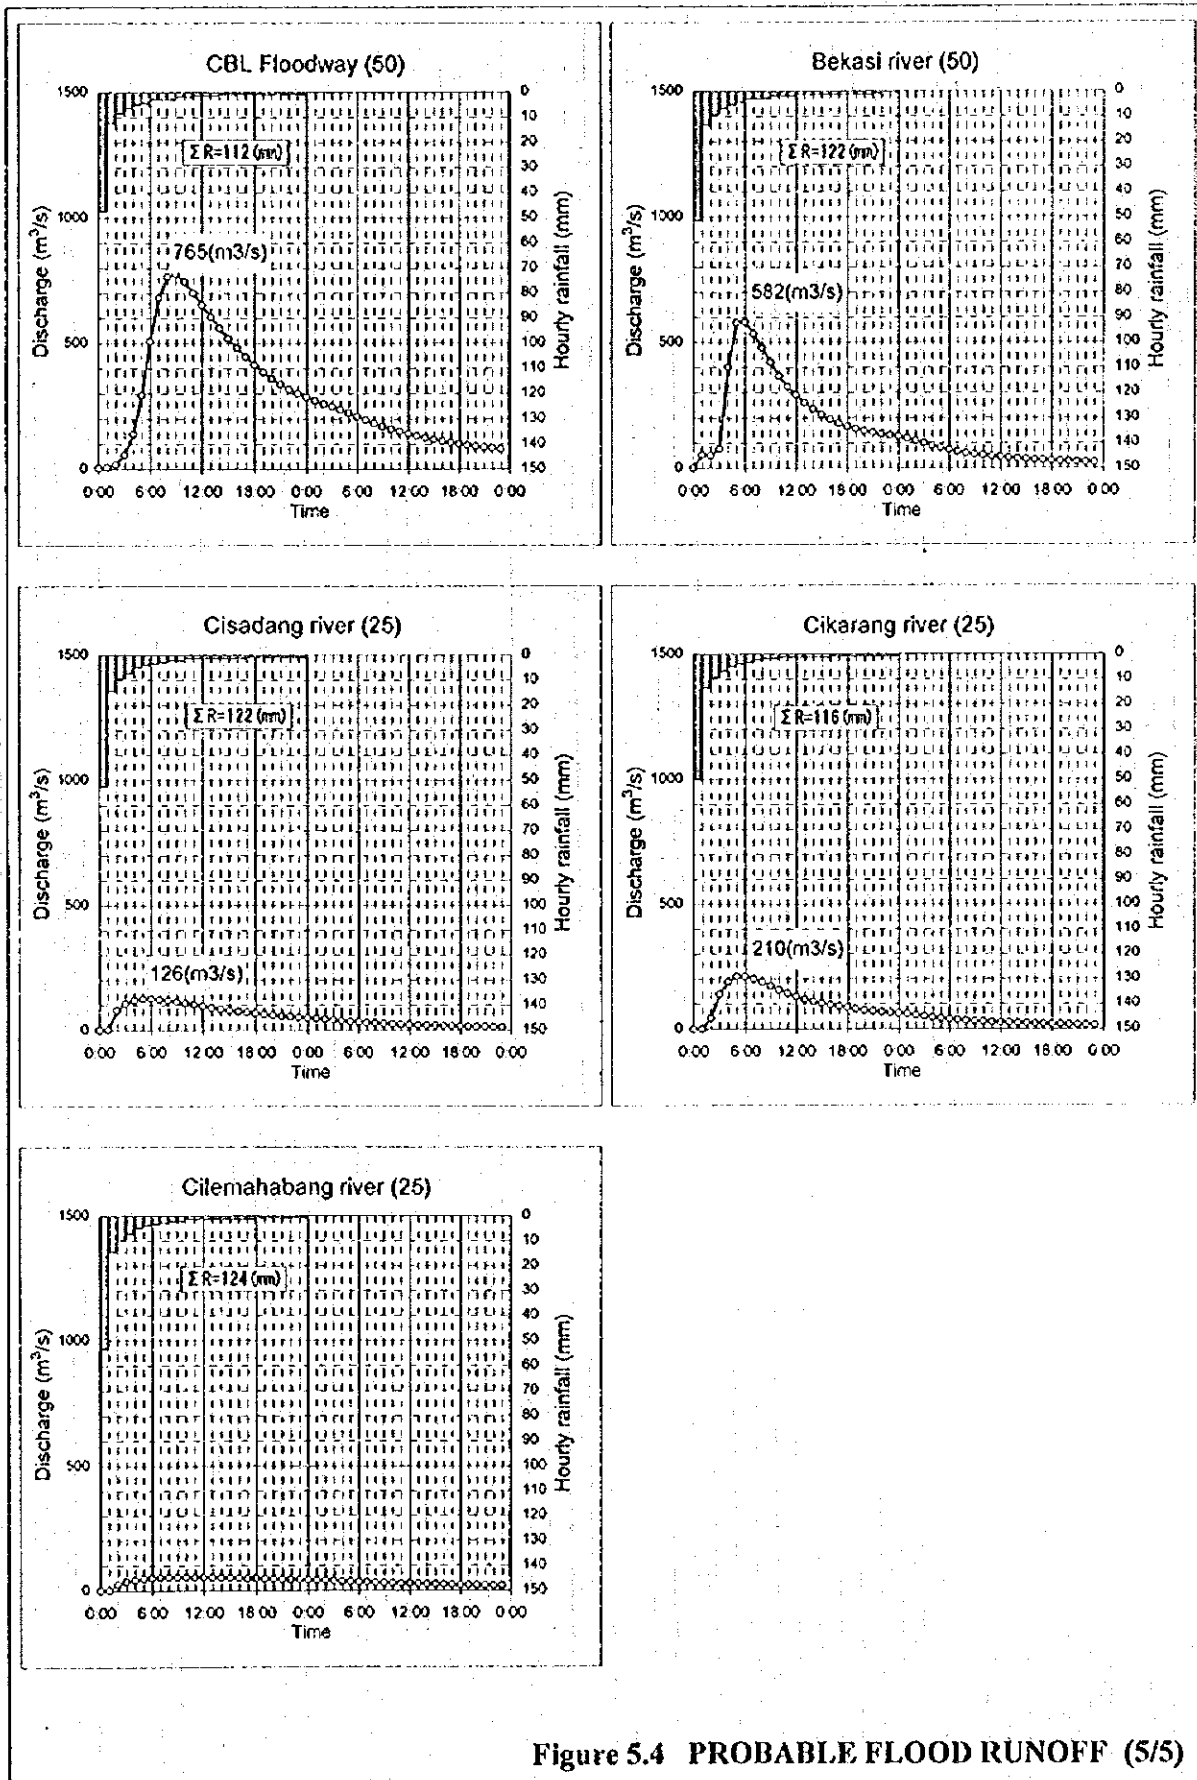 CBL Floodway (50)
1500
1000
500
0
Discharge (m³/s)
0
10
20
30
40
50
60
70
80
90
100
110
120
130
140
150
Hourly rainfall (mm)
Σ R=112 (mm)
765(m3/s)
0:00 6:00 12:00 18:00 0:00 6:00 12:00 18:00 0:00
Time
Bekasi river (50)
1500
1000
500
0
Discharge (m³/s)
0
10
20
30
40
50
60
70
80
90
100
110
120
130
140
150
Hourly rainfall (mm)
Σ R=122 (mm)
582(m3/s)
0:00 6:00 12:00 18:00 0:00 6:00 12:00 18:00 0:00
Time
Cisadang river (25)
1500
1000
500
0
Discharge (m³/s)
0
10
20
30
40
50
60
70
80
90
100
110
120
130
140
150
Hourly rainfall (mm)
Σ R=122 (mm)
126(m3/s)
0:00 6:00 12:00 18:00 0:00 6:00 12:00 18:00 0:00
Time
Cikarang river (25)
1500
1000
500
0
Discharge (m³/s)
0
10
20
30
40
50
60
70
80
90
100
110
120
130
140
150
Hourly rainfall (mm)
Σ R=116 (mm)
210(m3/s)
0:00 6:00 12:00 18:00 0:00 6:00 12:00 18:00 0:00
Time
Cilemahabang river (25)
1500
1000
500
0
Discharge (m³/s)
0
10
20
30
40
50
60
70
80
90
100
110
120
130
140
150
Hourly rainfall (mm)
Σ R=124 (mm)
0:00 6:00 12:00 18:00 0:00 6:00 12:00 18:00 0:00
Time
Figure 5.4 PROBABLE FLOOD RUNOFF (5/5)